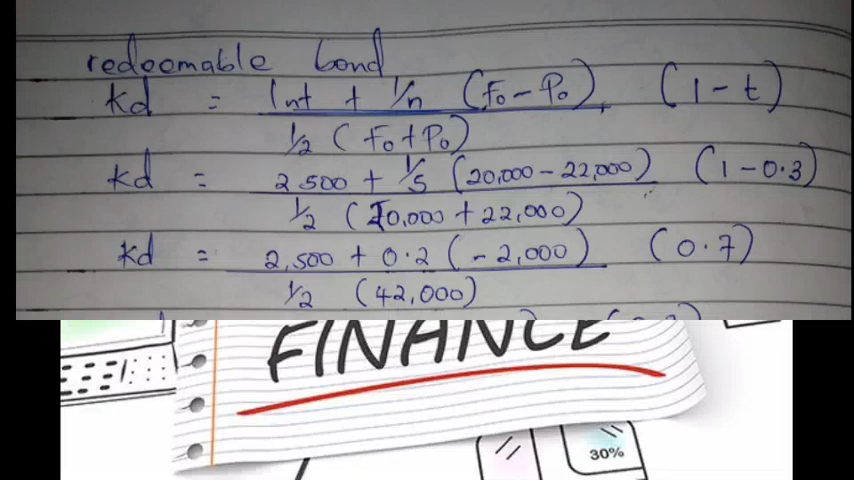 redeemable bond
kd = Int + 1/n (F₀ - P₀) (1 - t)
1/2 (F₀ + P₀)
kd = 2,500 + 1/5 (20,000 - 22,000) (1 - 0.3)
1/2 (20,000 + 22,000)
kd = 2,500 + 0.2 (-2,000) (0.7)
1/2 (42,000)
FINANCE
30%